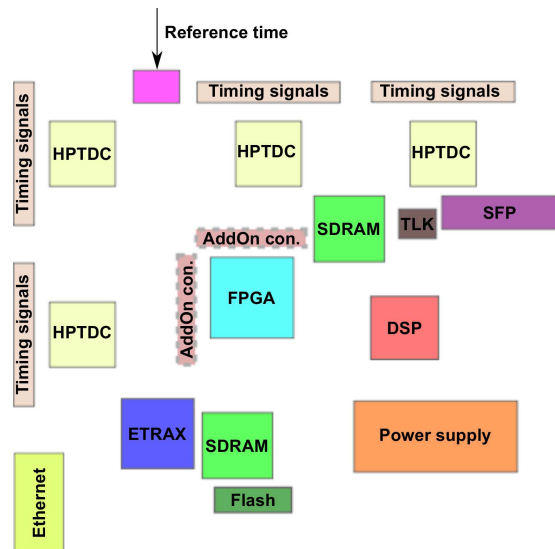 Reference time
Timing signals
Timing signals
Timing signals
HPTDC
HPTDC
HPTDC
SFP
TLK
SDRAM
AddOn con.
AddOn con.
FPGA
Timing signals
HPTDC
DSP
ETRAX
SDRAM
Power supply
Flash
Ethernet